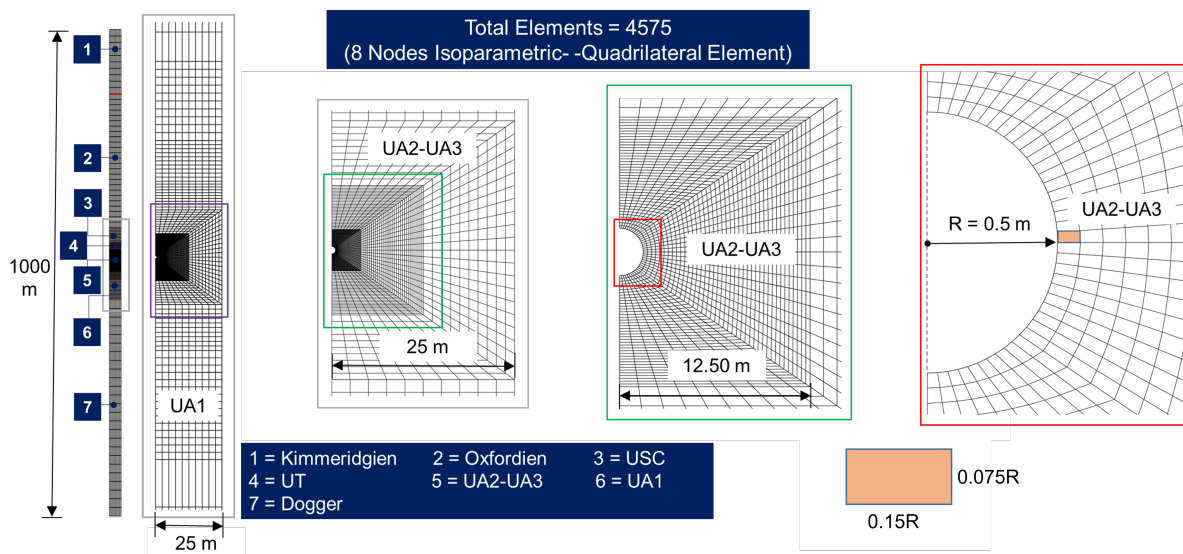 Total Elements = 4575
(8 Nodes Isoparametric- -Quadrilateral Element)
1
2
3
4
5
6
7
1000
m
UA1
25 m
UA2-UA3
25 m
UA2-UA3
12.50 m
R = 0.5 m
UA2-UA3
1 = Kimmeridgien 2 = Oxfordien 3 = USC
4 = UT 5 = UA2-UA3 6 = UA1
7 = Dogger
0.075R
0.15R